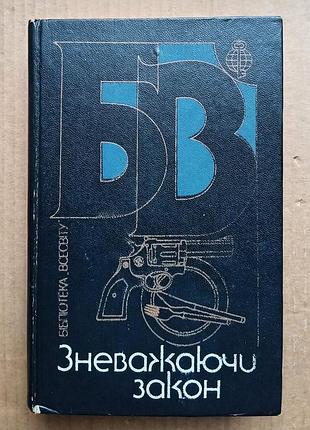 БВ
БІБЛІОТЕКА ВСЕСВІТУ
Зневажаючи
закон